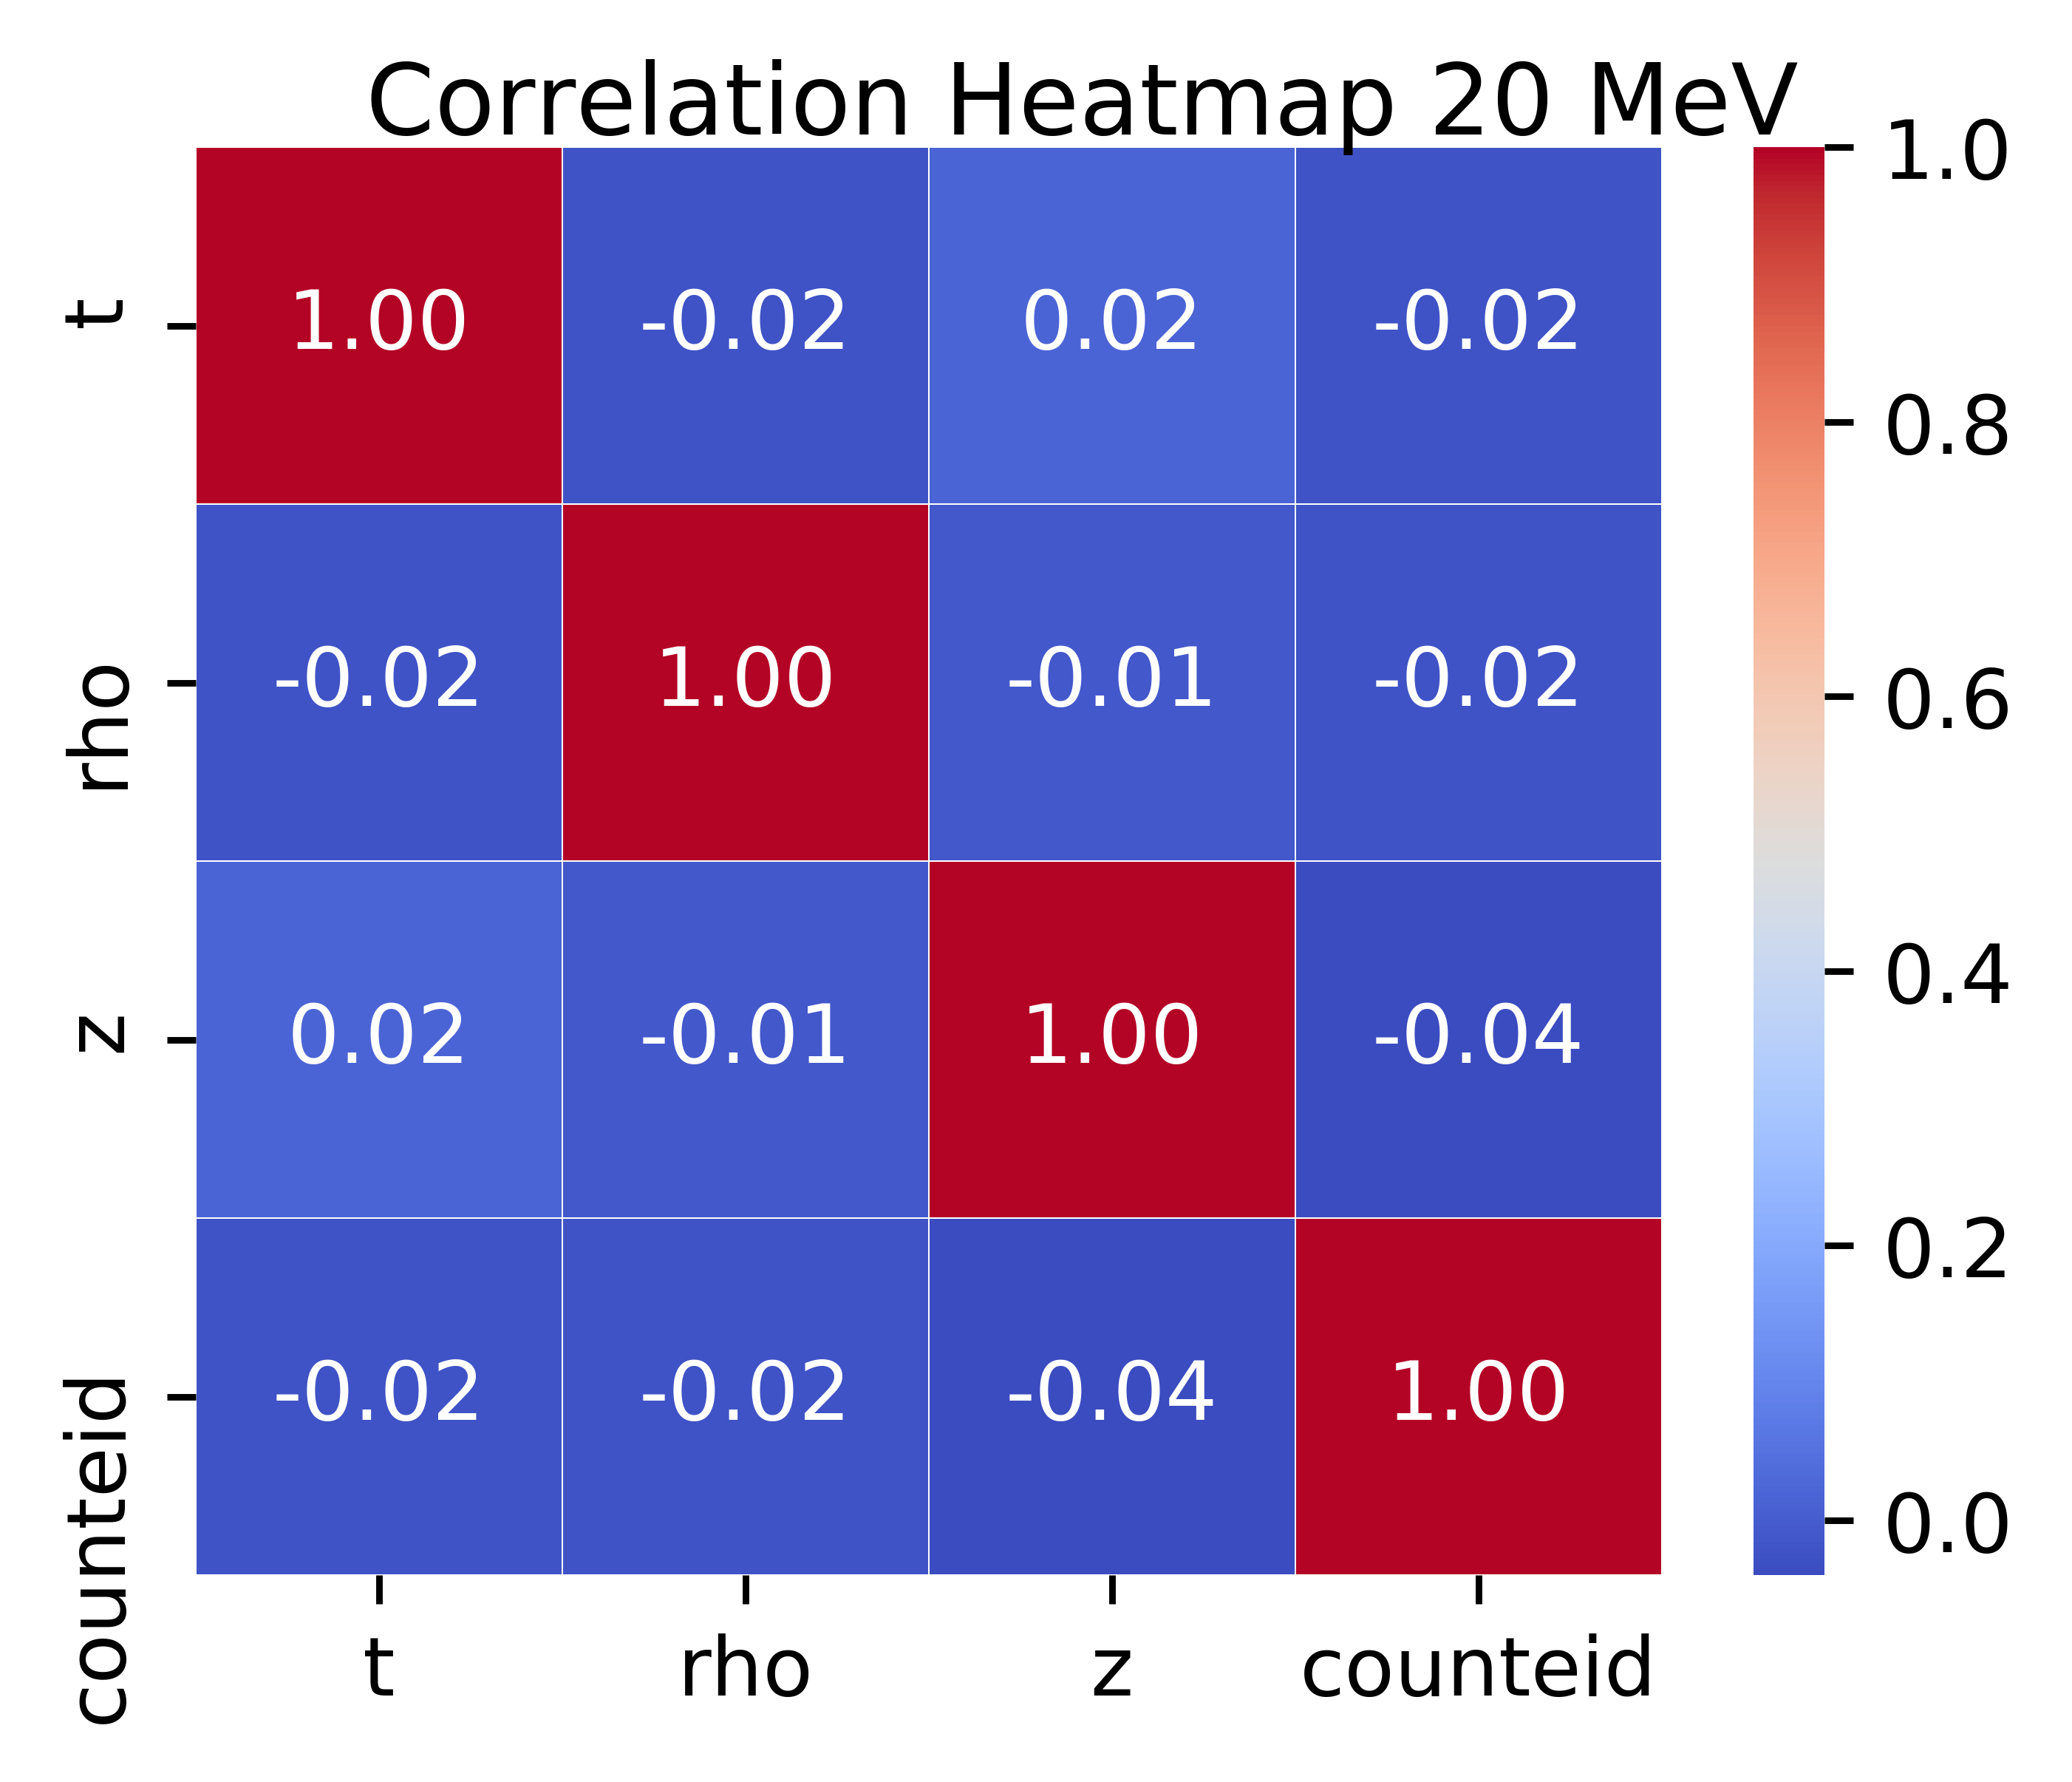 Correlation Heatmap 20 MeV
t
1.00 -0.02 0.02 -0.02
rho
-0.02 1.00 -0.01 -0.02
z
0.02 -0.01 1.00 -0.04
counteid
-0.02 -0.02 -0.04 1.00
t rho z counteid
1.0
0.8
0.6
0.4
0.2
0.0